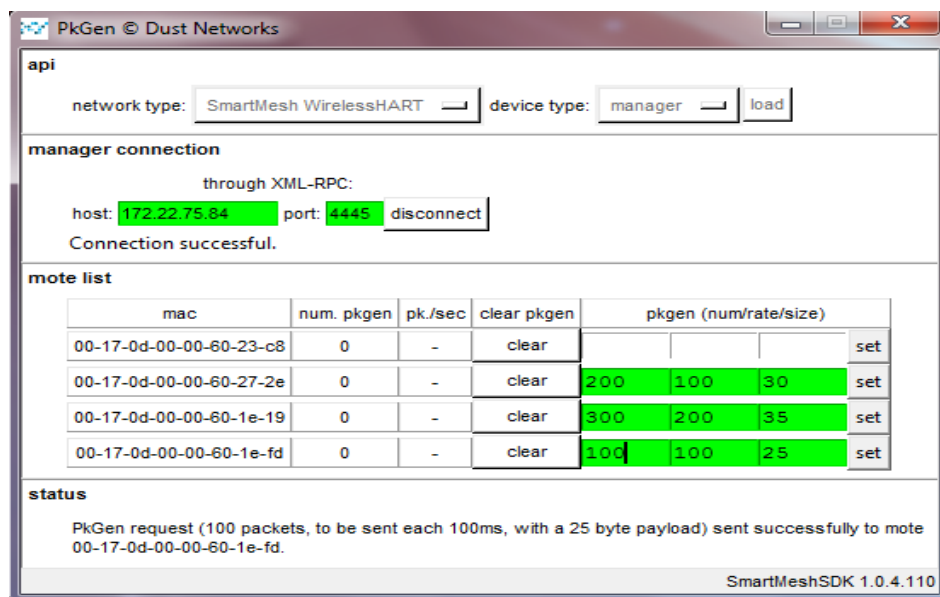 PkGen © Dust Networks
api
network type: SmartMesh WirelessHART device type: manager load
manager connection
through XML-RPC:
host: 172.22.75.84 port: 4445 disconnect
Connection successful.
mote list
mac num. pkgen pk./sec clear pkgen pkgen (num/rate/size)
00-17-0d-00-00-60-23-c8 0 - clear set
00-17-0d-00-00-60-27-2e 0 - clear 200 100 30 set
00-17-0d-00-00-60-1e-19 0 - clear 300 200 35 set
00-17-0d-00-00-60-1e-fd 0 - clear 100 100 25 set
status
PkGen request (100 packets, to be sent each 100ms, with a 25 byte payload) sent successfully to mote
00-17-0d-00-00-60-1e-fd.
SmartMeshSDK 1.0.4.110